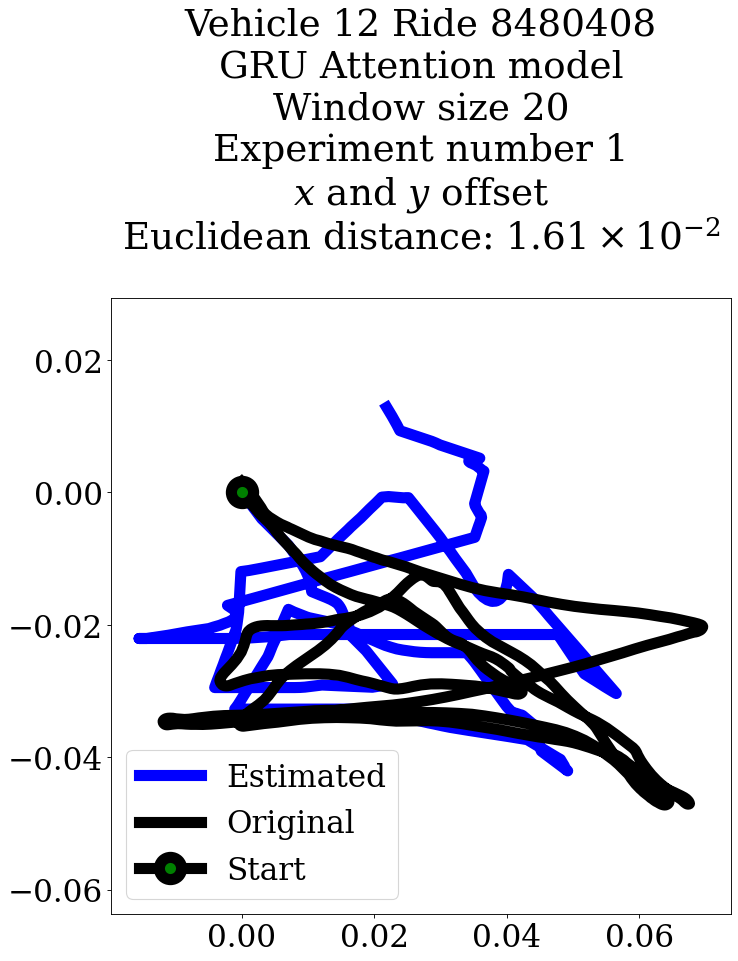 Vehicle 12 Ride 8480408
GRU Attention model
Window size 20
Experiment number 1
x and y offset
Euclidean distance: 1.61 × 10⁻²
0.02
0.00
−0.02
−0.04
−0.06
Estimated
Original
Start
0.00 0.02 0.04 0.06